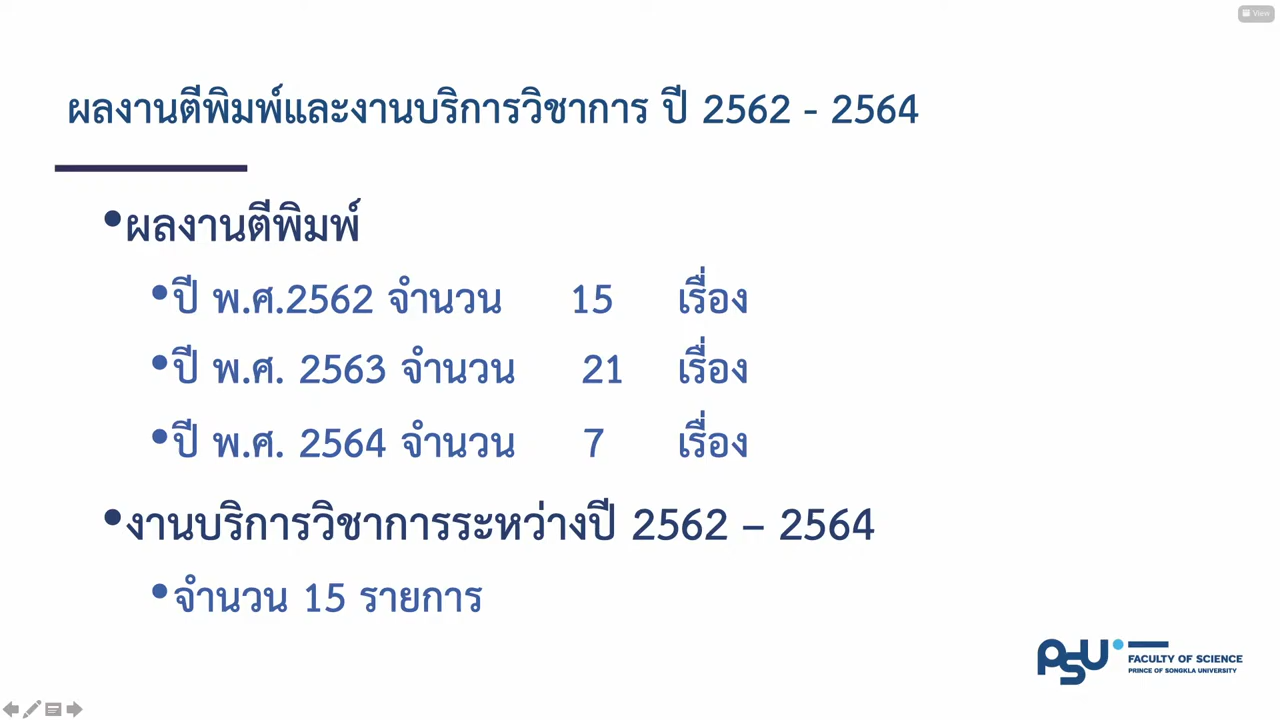 View
ผลงานตีพิมพ์และงานบริการวิชาการ ปี 2562 - 2564
•ผลงานตีพิมพ์
•ปี พ.ศ.2562 จำนวน 15 เรื่อง
•ปี พ.ศ. 2563 จำนวน 21 เรื่อง
•ปี พ.ศ. 2564 จำนวน 7 เรื่อง
•งานบริการวิชาการระหว่างปี 2562 – 2564
•จำนวน 15 รายการ
PSU
FACULTY OF SCIENCE
PRINCE OF SONGKLA UNIVERSITY